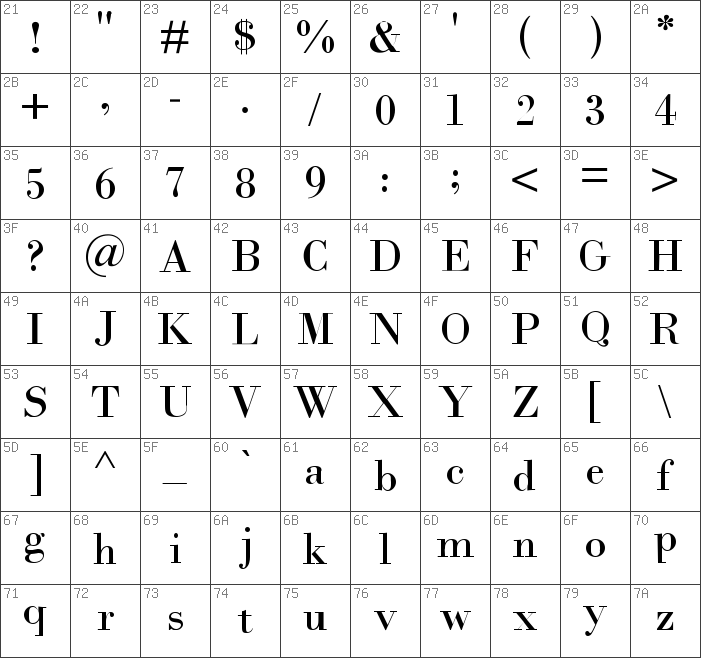 21 22 23 24 25 26 27 28 29 2A
! " # $ % & ' ( ) *
2B 2C 2D 2E 2F 30 31 32 33 34
+ , - . / 0 1 2 3 4
35 36 37 38 39 3A 3B 3C 3D 3E
5 6 7 8 9 : ; < = >
3F 40 41 42 43 44 45 46 47 48
? @ A B C D E F G H
49 4A 4B 4C 4D 4E 4F 50 51 52
I J K L M N O P Q R
53 54 55 56 57 58 59 5A 5B 5C
S T U V W X Y Z [ \
5D 5E 5F 60 61 62 63 64 65 66
] ^ _ ` a b c d e f
67 68 69 6A 6B 6C 6D 6E 6F 70
g h i j k l m n o p
71 72 73 74 75 76 77 78 79 7A
q r s t u v w x y z